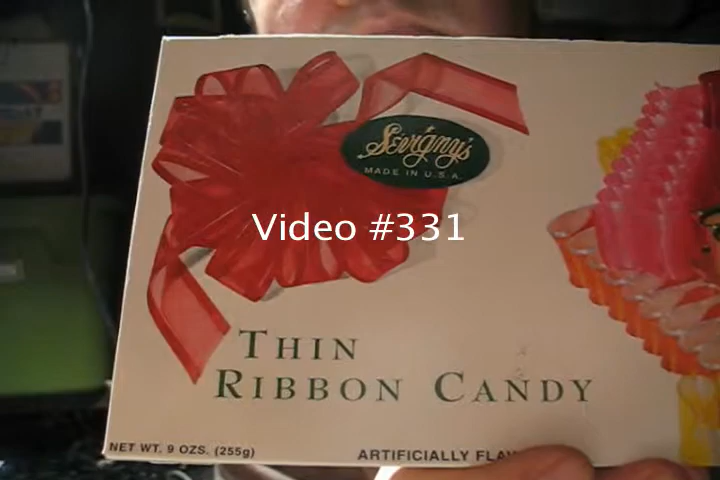 Sevigny's
MADE IN U.S.A.
Video #331
THIN
RIBBON CANDY
NET WT. 9 OZS. (255g)
ARTIFICIALLY